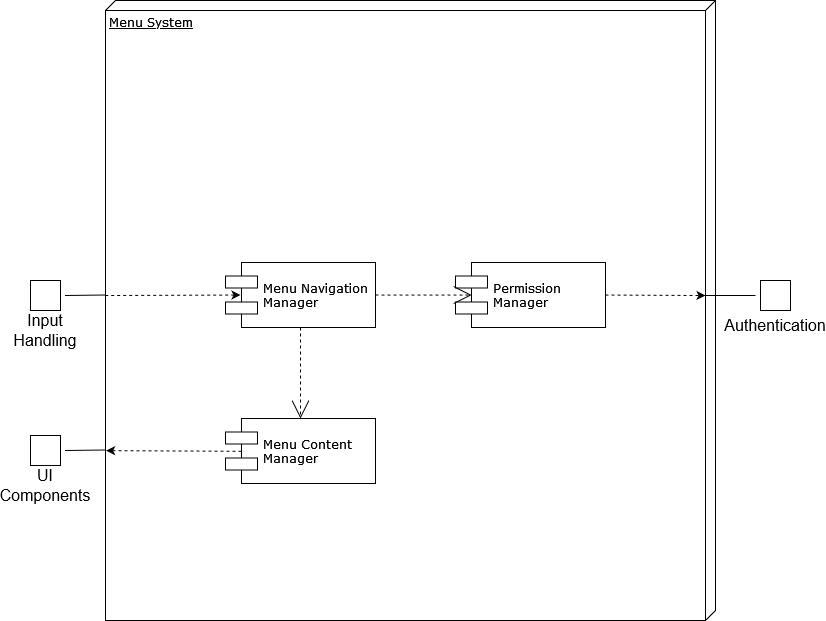 Menu System
Input
Handling
Menu Navigation
Manager
Permission
Manager
Authentication
Menu Content
Manager
UI
Components